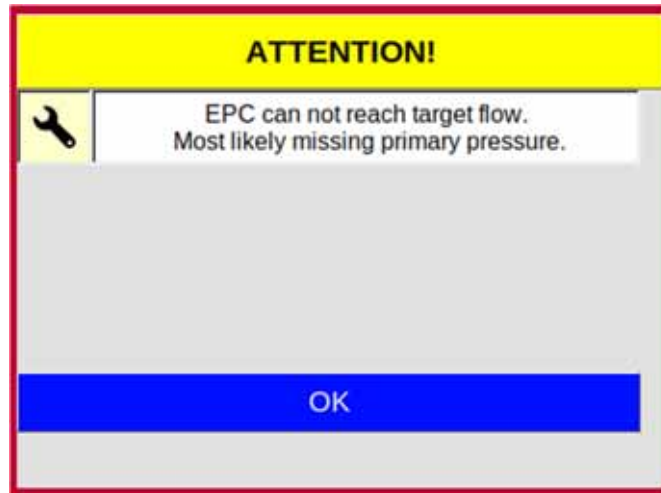 ATTENTION!
EPC can not reach target flow.
Most likely missing primary pressure.
OK